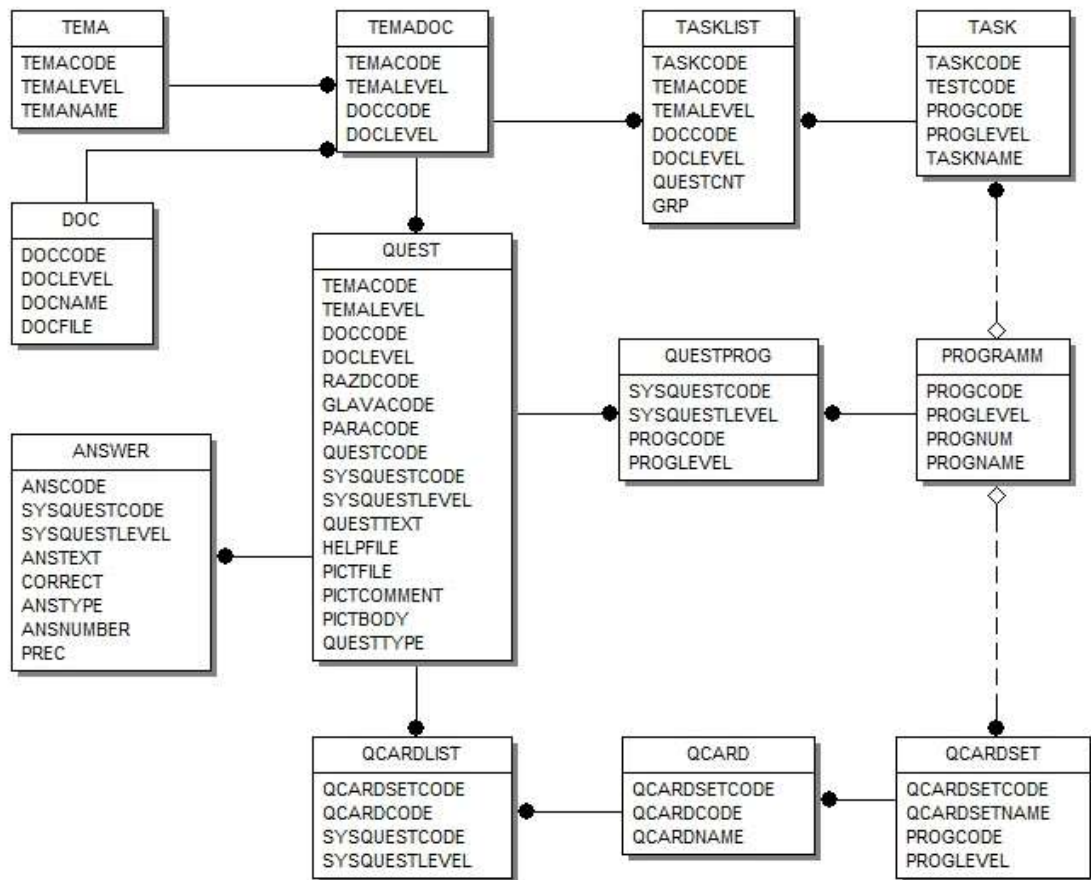 TEMA
TEMACODE
TEMALEVEL
TEMANAME
TEMADOC
TEMACODE
TEMALEVEL
DOCCODE
DOCLEVEL
TASKLIST
TASKCODE
TEMACODE
TEMALEVEL
DOCCODE
DOCLEVEL
QUESTCNT
GRP
TASK
TASKCODE
TESTCODE
PROGCODE
PROGLEVEL
TASKNAME
DOC
DOCCODE
DOCLEVEL
DOCNAME
DOCFILE
QUEST
TEMACODE
TEMALEVEL
DOCCODE
DOCLEVEL
RAZDCODE
GLAVACODE
PARACODE
QUESTCODE
SYSQUESTCODE
SYSQUESTLEVEL
QUESTTEXT
HELPFILE
PICTFILE
PICTCOMMENT
PICTBODY
QUESTTYPE
QUESTPROG
SYSQUESTCODE
SYSQUESTLEVEL
PROGCODE
PROGLEVEL
PROGRAMM
PROGCODE
PROGLEVEL
PROGNUM
PROGNAME
ANSWER
ANSCODE
SYSQUESTCODE
SYSQUESTLEVEL
ANSTEXT
CORRECT
ANSTYPE
ANSNUMBER
PREC
QCARDLIST
QCARDSETCODE
QCARDCODE
SYSQUESTCODE
SYSQUESTLEVEL
QCARD
QCARDSETCODE
QCARDCODE
QCARDNAME
QCARDSET
QCARDSETCODE
QCARDSETNAME
PROGCODE
PROGLEVEL